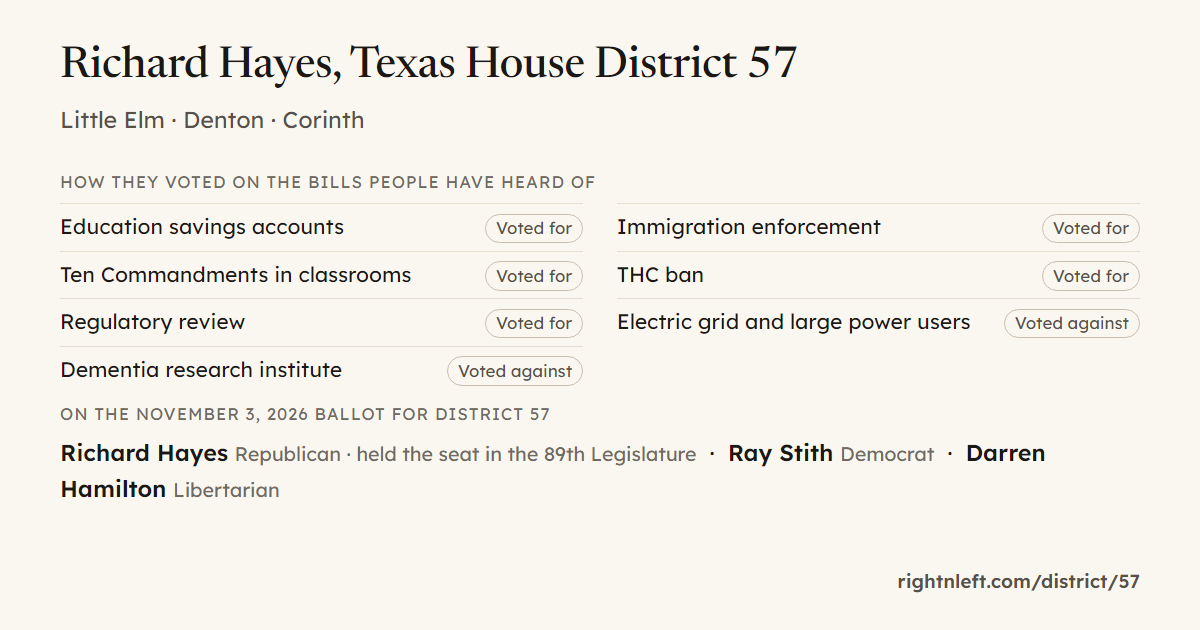 Richard Hayes, Texas House District 57
Little Elm · Denton · Corinth
HOW THEY VOTED ON THE BILLS PEOPLE HAVE HEARD OF
Education savings accounts Voted for
Immigration enforcement Voted for
Ten Commandments in classrooms Voted for
THC ban Voted for
Regulatory review Voted for
Electric grid and large power users Voted against
Dementia research institute Voted against
ON THE NOVEMBER 3, 2026 BALLOT FOR DISTRICT 57
Richard Hayes Republican · held the seat in the 89th Legislature · Ray Stith Democrat · Darren
Hamilton Libertarian
rightnleft.com/district/57